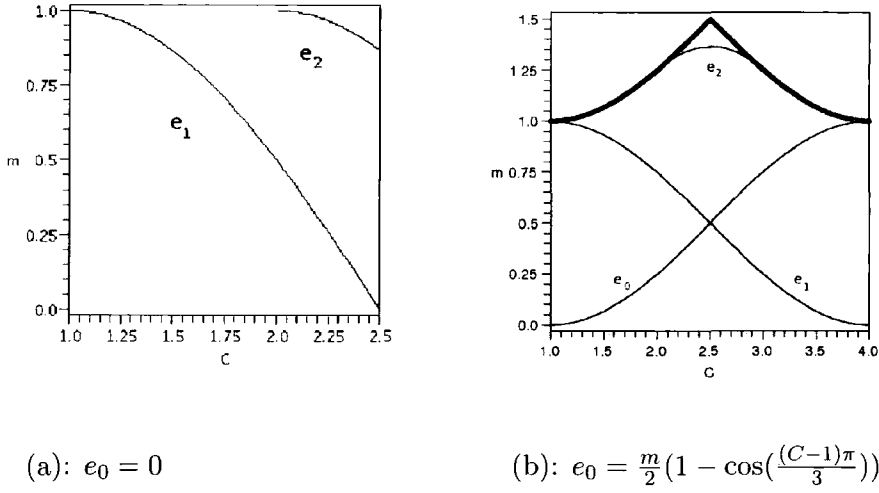 1.0
0.75
m 0.5
0.25
0.0
e₁
e₂
1.0 1.25 1.5 1.75 2.0 2.25 2.5
C
1.5
1.25
1.0
m 0.75
0.5
0.25
0.0
e₂
e₀
e₁
1.0 1.5 2.0 2.5 3.0 3.5 4.0
C
(a): e₀ = 0
(b): e₀ = m/2(1 − cos((C−1)π/3))